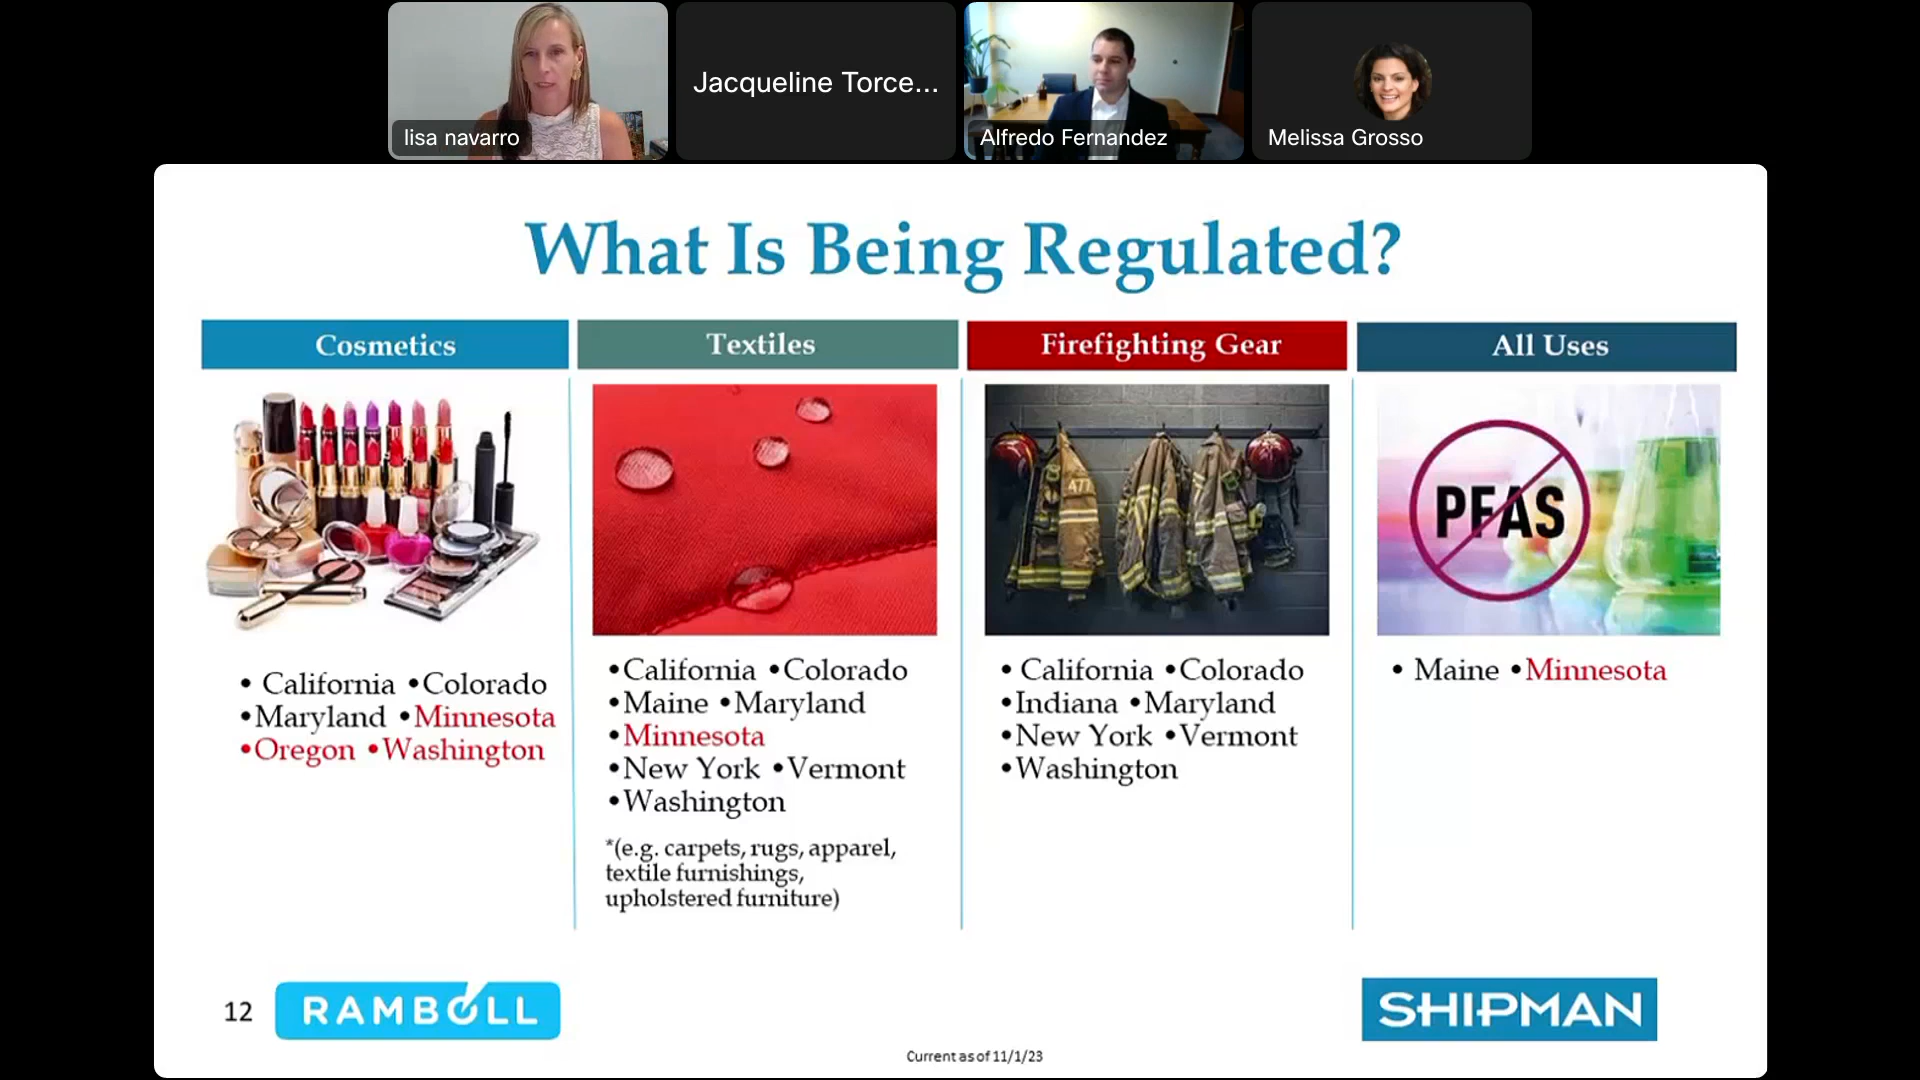 lisa navarro
Jacqueline Torce...
Alfredo Fernandez
Melissa Grosso
What Is Being Regulated?
Cosmetics
• California •Colorado
•Maryland •Minnesota
•Oregon •Washington
Textiles
•California •Colorado
•Maine •Maryland
•Minnesota
•New York •Vermont
•Washington
*(e.g. carpets, rugs, apparel,
textile furnishings,
upholstered furniture)
Firefighting Gear
477
• California •Colorado
•Indiana •Maryland
•New York •Vermont
•Washington
All Uses
PFAS
• Maine •Minnesota
12
RAMBOLL
SHIPMAN
Current as of 11/1/23